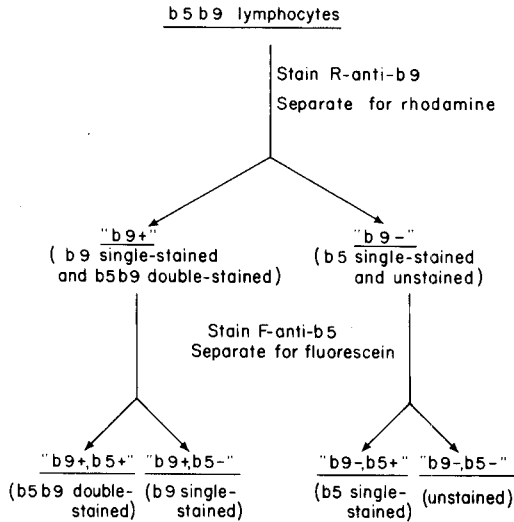 b5b9 lymphocytes
Stain R-anti-b9
Separate for rhodamine
"b9+"
(b9 single-stained
and b5b9 double-stained)
"b9-"
(b5 single-stained
and unstained)
Stain F-anti-b5
Separate for fluorescein
"b9+,b5+"
(b5b9 double-
stained)
"b9+,b5-"
(b9 single-
stained)
"b9-,b5+"
(b5 single-
stained)
"b9-,b5-"
(unstained)